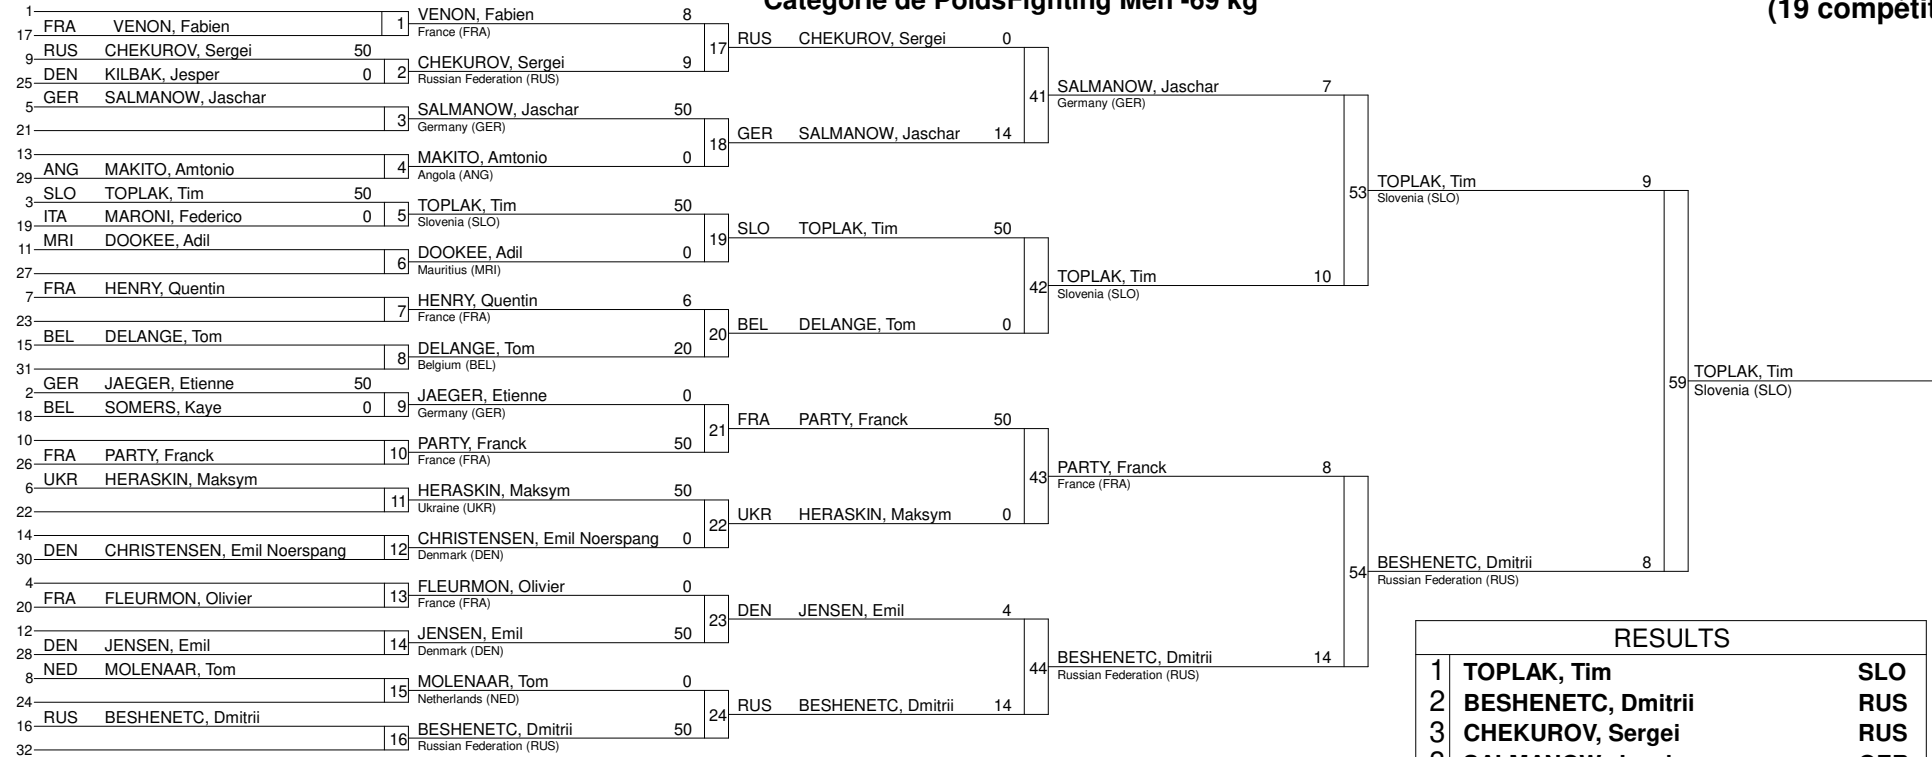 Catégorie de PoidsFighting Men -69 kg
(19 compétit
1
17 FRA VENON, Fabien
1
9 RUS CHEKUROV, Sergei 50
25 DEN KILBAK, Jesper 0
2
5 GER SALMANOW, Jaschar
21
3
13
29 ANG MAKITO, Amtonio
4
3 SLO TOPLAK, Tim 50
19 ITA MARONI, Federico 0
5
11 MRI DOOKEE, Adil
27
6
7 FRA HENRY, Quentin
23
7
15 BEL DELANGE, Tom
31
8
2 GER JAEGER, Etienne 50
18 BEL SOMERS, Kaye 0
9
10
26 FRA PARTY, Franck
10
6 UKR HERASKIN, Maksym
22
11
14
30 DEN CHRISTENSEN, Emil Noerspang
12
4
20 FRA FLEURMON, Olivier
13
12
28 DEN JENSEN, Emil
14
8 NED MOLENAAR, Tom
24
15
16 RUS BESHENETC, Dmitrii
32
16
VENON, Fabien 8
France (FRA)
CHEKUROV, Sergei 9
Russian Federation (RUS)
17
SALMANOW, Jaschar 50
Germany (GER)
MAKITO, Amtonio 0
Angola (ANG)
18
TOPLAK, Tim 50
Slovenia (SLO)
DOOKEE, Adil 0
Mauritius (MRI)
19
HENRY, Quentin 6
France (FRA)
DELANGE, Tom 20
Belgium (BEL)
20
JAEGER, Etienne 0
Germany (GER)
PARTY, Franck 50
France (FRA)
21
HERASKIN, Maksym 50
Ukraine (UKR)
CHRISTENSEN, Emil Noerspang 0
Denmark (DEN)
22
FLEURMON, Olivier 0
France (FRA)
JENSEN, Emil 50
Denmark (DEN)
23
MOLENAAR, Tom 0
Netherlands (NED)
BESHENETC, Dmitrii 50
Russian Federation (RUS)
24
RUS CHEKUROV, Sergei 0
GER SALMANOW, Jaschar 14
41
SLO TOPLAK, Tim 50
BEL DELANGE, Tom 0
42
FRA PARTY, Franck 50
UKR HERASKIN, Maksym 0
43
DEN JENSEN, Emil 4
RUS BESHENETC, Dmitrii 14
44
SALMANOW, Jaschar 7
Germany (GER)
TOPLAK, Tim 10
Slovenia (SLO)
53
PARTY, Franck 8
France (FRA)
BESHENETC, Dmitrii 14
Russian Federation (RUS)
54
TOPLAK, Tim 9
Slovenia (SLO)
BESHENETC, Dmitrii 8
Russian Federation (RUS)
59
TOPLAK, Tim
Slovenia (SLO)
RESULTS
1 TOPLAK, Tim SLO
2 BESHENETC, Dmitrii RUS
3 CHEKUROV, Sergei RUS